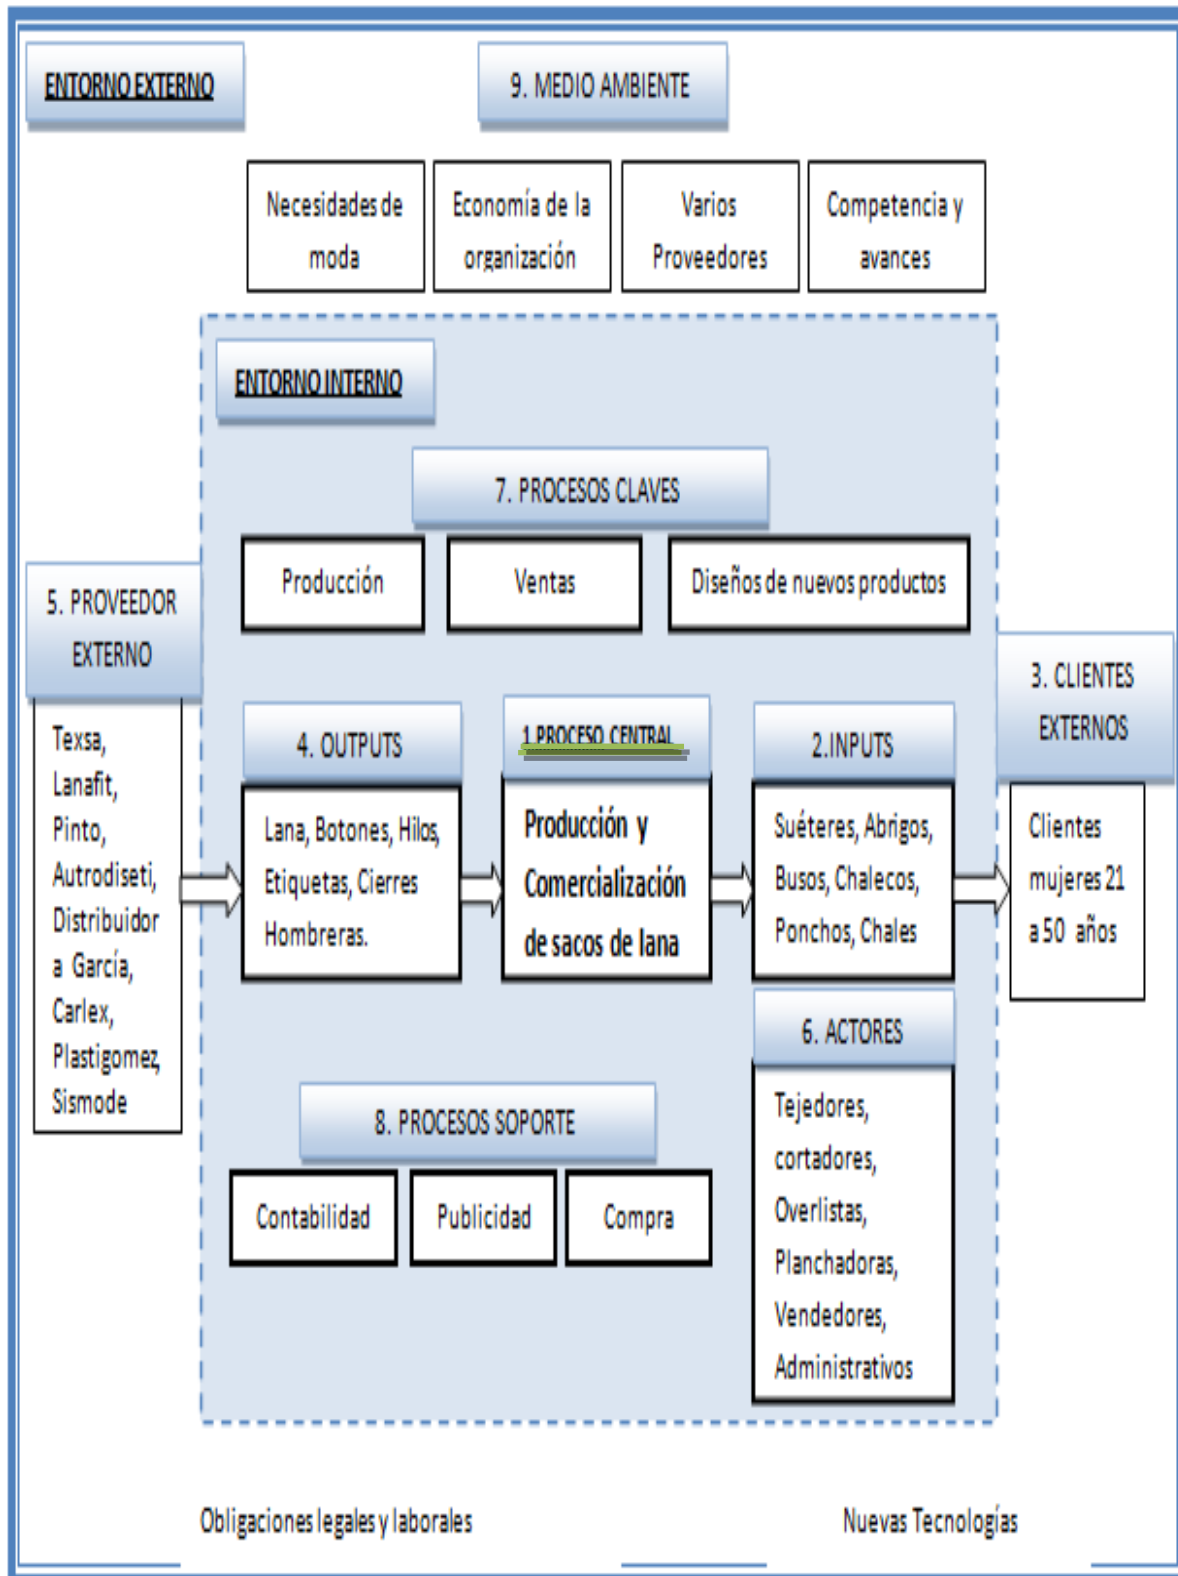 ENTORNO EXTERNO
9. MEDIO AMBIENTE
Necesidades de
moda
Economía de la
organización
Varios
Proveedores
Competencia y
avances
ENTORNO INTERNO
7. PROCESOS CLAVES
Producción
Ventas
Diseños de nuevos productos
5. PROVEEDOR
EXTERNO
Texsa,
Lanafit,
Pinto,
Autrodiseti,
Distribuidor
a García,
Carlex,
Plastigomez,
Sismode
4. OUTPUTS
Lana, Botones, Hilos,
Etiquetas, Cierres
Hombreras.
1.PROCESO CENTRAL
Producción y
Comercialización
de sacos de lana
2.INPUTS
Suéteres, Abrigos,
Busos, Chalecos,
Ponchos, Chales
3. CLIENTES
EXTERNOS
Clientes
mujeres 21
a 50 años
6. ACTORES
Tejedores,
cortadores,
Overlistas,
Planchadoras,
Vendedores,
Administrativos
8. PROCESOS SOPORTE
Contabilidad
Publicidad
Compra
Obligaciones legales y laborales
Nuevas Tecnologías